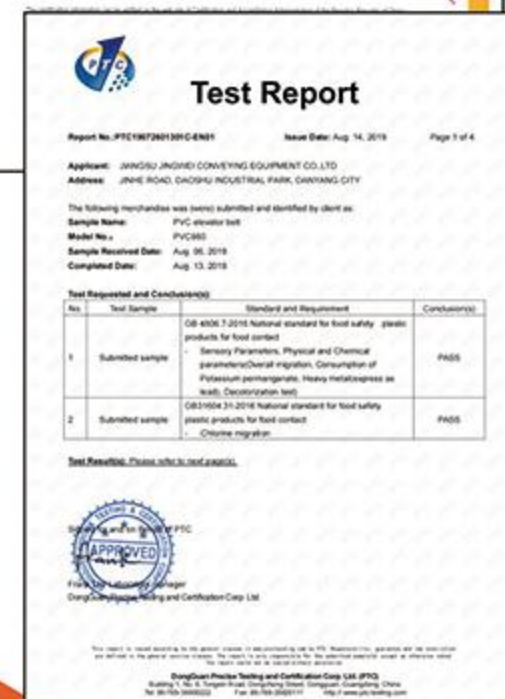 PTC
Test Report
Report No.:PTC19072601301C-EN01 Issue Date: Aug. 14, 2019 Page 1 of 4
Applicant: JIANGSU JINGWEI CONVEYING EQUIPMENT CO.,LTD
Address: JINHE ROAD, DAOSHU INDUSTRIAL PARK, DANYANG CITY
The following merchandise was (were) submitted and identified by client as:
Sample Name: PVC elevator belt
Model No.:
Sample Received Date: Aug. 06, 2019
Completed Date: Aug. 13, 2019
Test Requested and Conclusion(s):
No. Test Sample Standard and Requirement Conclusion(s)
GB 4806.7-2016 National standard for food safety plastic
products for food contact
1 Submitted sample - Sensory Parameters, Physical and Chemical PASS
parameters(Overall migration, Consumption of
Potassium permanganate, Heavy metal(express as
lead), Decolorization test)
2 Submitted sample GB31604.31-2016 National standard for food safety PASS
plastic products for food contact
- Chlorine migration
Test Result(s): Please refer to next page(s).
TESTING &
of PTC
APPROVED
Manager
DongGuan Precise Testing and Certification Corp. Ltd.
DongGuan Precise Testing and Certification Corp. Ltd. (PTC)